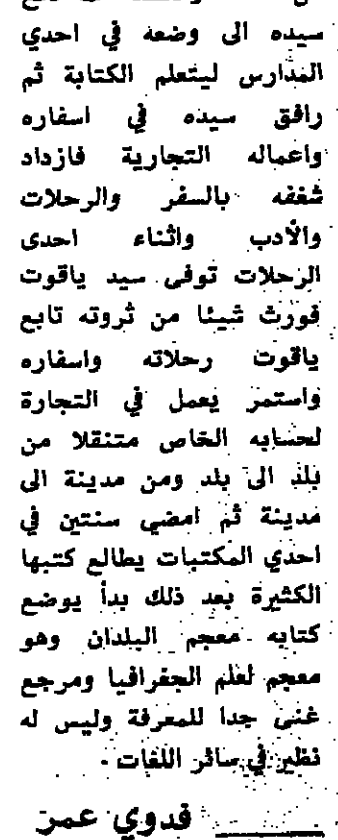 سيده الى وضعه في احدي
المدارس ليتعلم الكتابة ثم
رافق سيده في اسفاره
واعماله التجارية فازداد
شغفه بالسفر والرحلات
والأدب واثناء احدى
الرحلات توفى سيد ياقوت
فورث شيئا من ثروته تابع
ياقوت رحلاته واسفاره
واستمر يعمل في التجارة
لحسابه الخاص متنقلا من
بلد الى بلد ومن مدينة الى
مدينة ثم امضي سنتين في
احدي المكتبات يطالع كتبها
الكثيرة بعد ذلك بدأ يوضع
كتابه معجم البلدان وهو
معجم لعلم الجغرافيا ومرجع
غنى جدا للمعرفة وليس له
نظير في سائر اللغات .
فدوي عمر